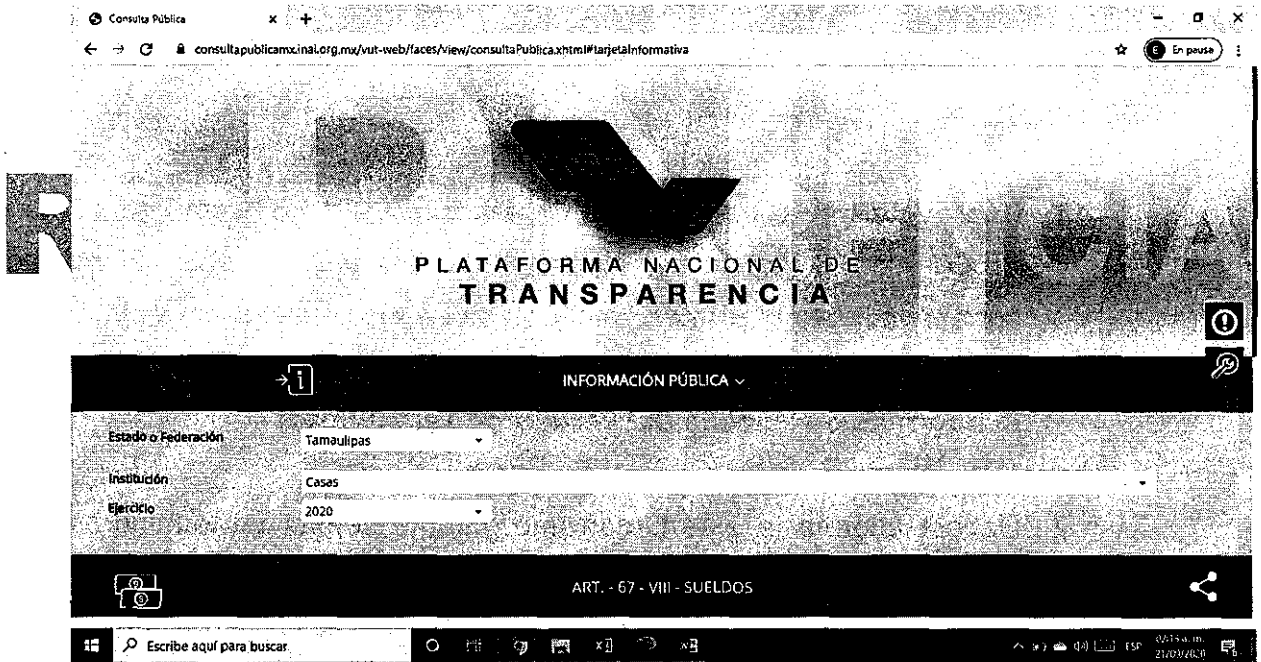 Consulta Pública
consultapublicamx.inai.org.mx/vut-web/faces/view/consultaPublica.xhtml#tarjetaInformativa
E En pausa
PLATAFORMA NACIONAL DE
TRANSPARENCIA
INFORMACIÓN PÚBLICA
Estado o Federación Tamaulipas
Institución Casas
Ejercicio 2020
ART. - 67 - VIII - SUELDOS
Escribe aquí para buscar
ESP